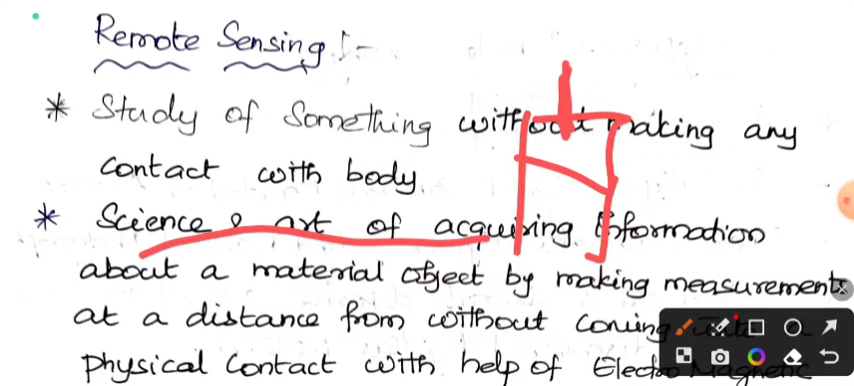 Remote Sensing :-
* Study of Something without making any
contact with body
* Science & art of acquiring Information
about a material object by making measurements
at a distance from without coming into a
physical contact with help of Electro Magnetic